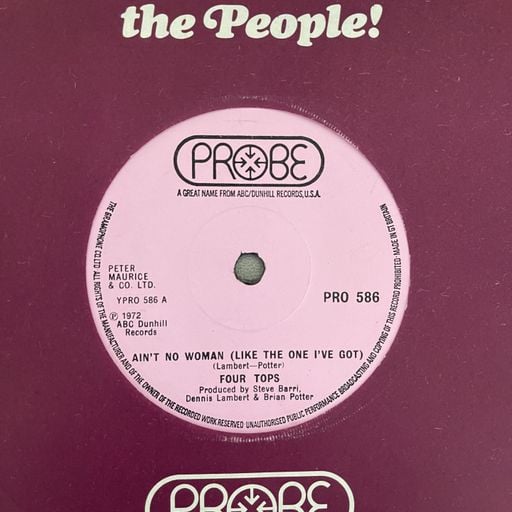 the People!
PROBE
A GREAT NAME FROM ABC/DUNHILL RECORDS, U.S.A.
PETER
MAURICE
& CO. LTD.
YPRO 586 A
℗ 1972
ABC Dunhill
Records
PRO 586
AIN'T NO WOMAN (LIKE THE ONE I'VE GOT)
(Lambert—Potter)
FOUR TOPS
Produced by Steve Barri,
Dennis Lambert & Brian Potter
THE GRAMOPHONE CO. LTD. ALL RIGHTS OF THE MANUFACTURER AND OF THE OWNER OF THE RECORDED WORK RESERVED UNAUTHORISED PUBLIC PERFORMANCE BROADCASTING AND COPYING OF THIS RECORD PROHIBITED · MADE IN GT BRITAIN
PROBE